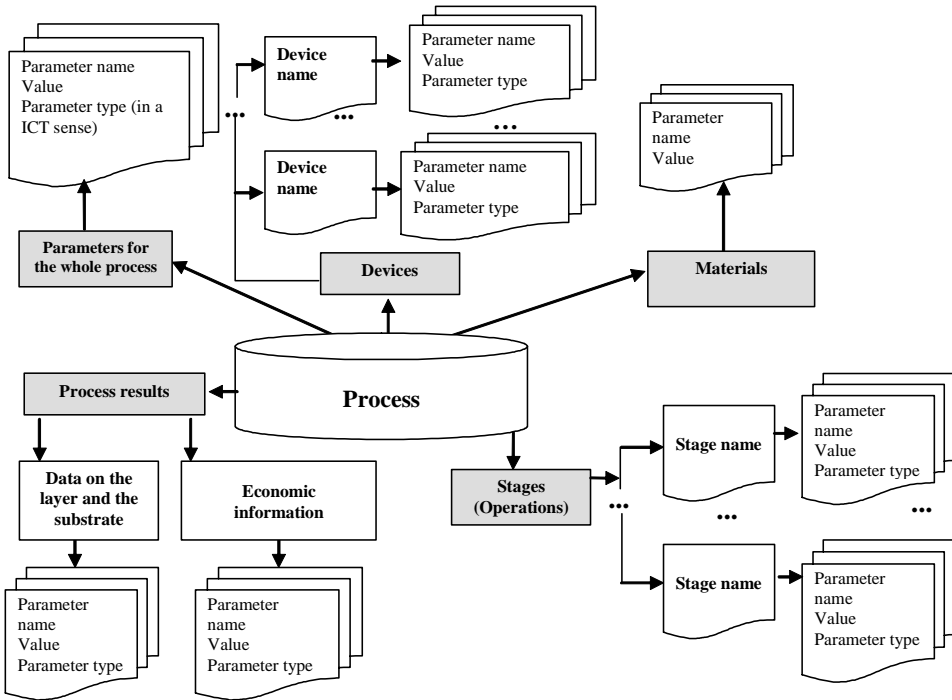 Parameter name
Value
Parameter type (in a
ICT sense)
...
Device
name
...
Parameter name
Value
Parameter type
...
Device
name
Parameter name
Value
Parameter type
Parameter
name
Value
Parameters for
the whole process
Devices
Materials
Process
Process results
Data on the
layer and the
substrate
Economic
information
Parameter
name
Value
Parameter type
Parameter
name
Value
Parameter type
Stages
(Operations)
...
Stage name
...
Parameter
name
Value
Parameter type
...
Stage name
Parameter
name
Value
Parameter type